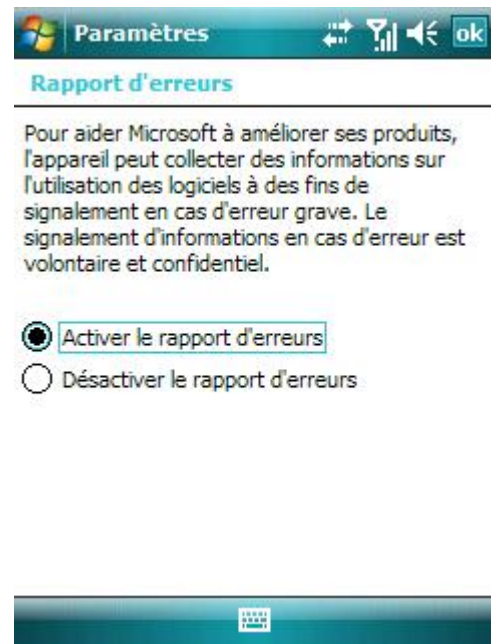 Paramètres
ok
Rapport d'erreurs
Pour aider Microsoft à améliorer ses produits,
l'appareil peut collecter des informations sur
l'utilisation des logiciels à des fins de
signalement en cas d'erreur grave. Le
signalement d'informations en cas d'erreur est
volontaire et confidentiel.
Activer le rapport d'erreurs
Désactiver le rapport d'erreurs